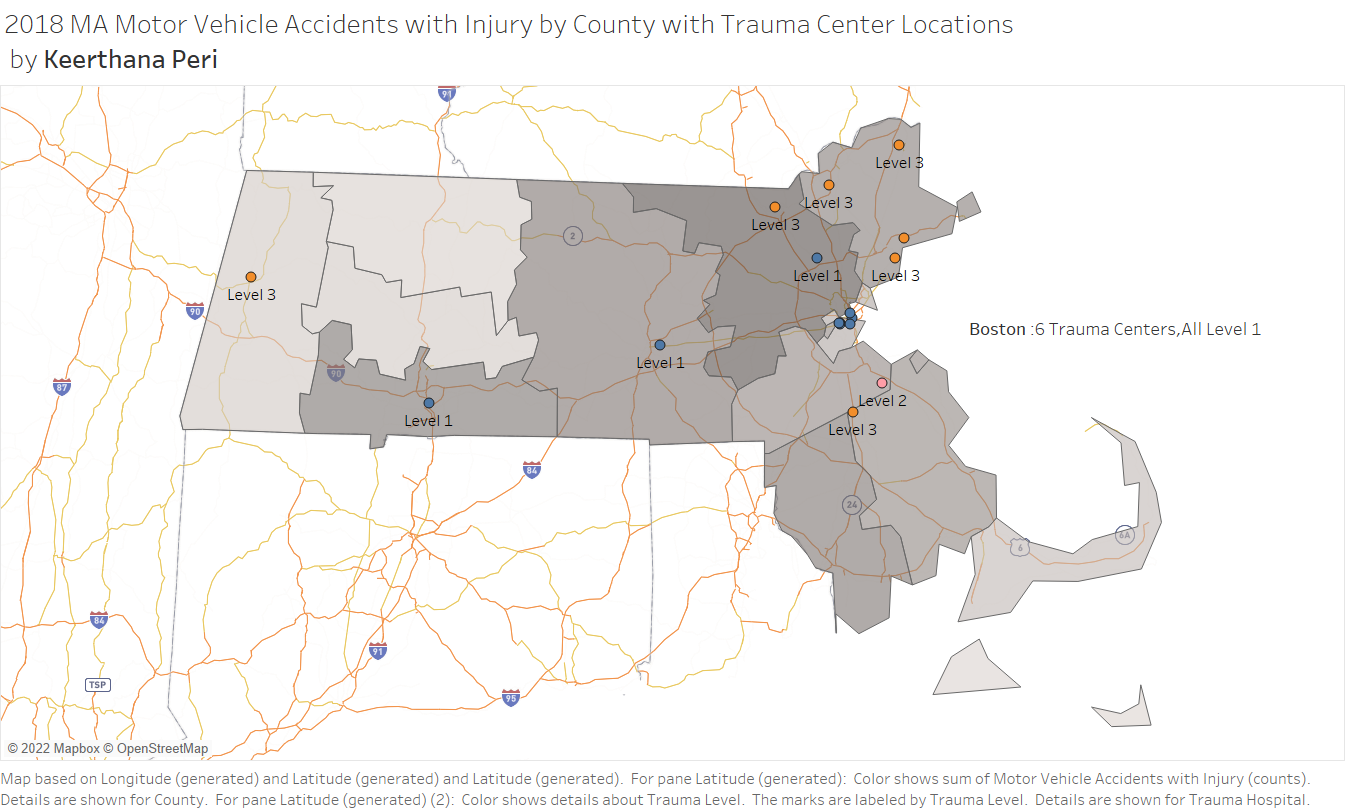 2018 MA Motor Vehicle Accidents with Injury by County with Trauma Center Locations
by Keerthana Peri
91
Level 3
Level 3
Level 3
2
Level 1
Level 3
Level 3
90
Boston :6 Trauma Centers,All Level 1
Level 1
90
87
Level 2
Level 1
Level 3
84
24
6A
6
84
91
TSP
95
© 2022 Mapbox © OpenStreetMap
Map based on Longitude (generated) and Latitude (generated) and Latitude (generated).  For pane Latitude (generated):  Color shows sum of Motor Vehicle Accidents with Injury (counts).
Details are shown for County.  For pane Latitude (generated) (2):  Color shows details about Trauma Level.  The marks are labeled by Trauma Level.  Details are shown for Trauma Hospital.